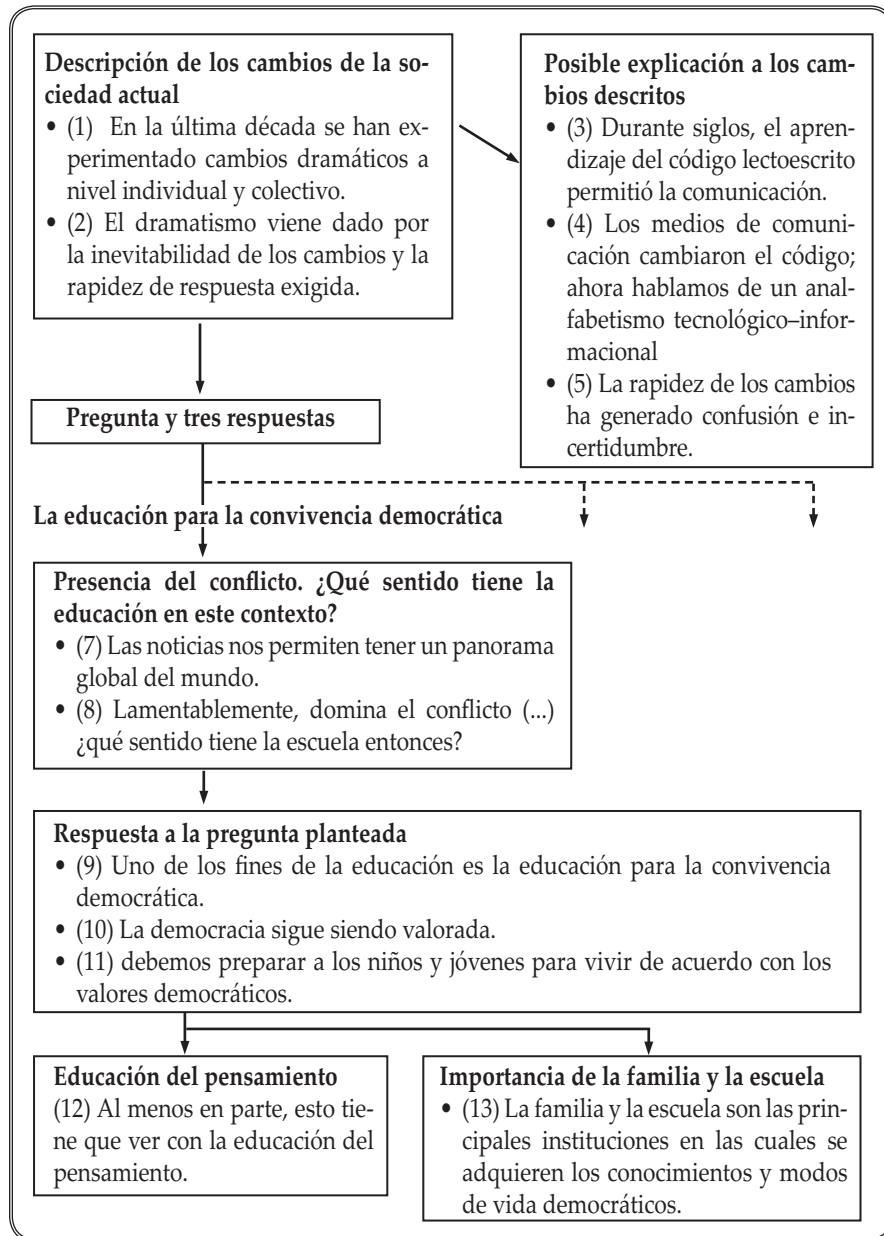 Descripción de los cambios de la so-
ciedad actual
• (1) En la última década se han ex-
perimentado cambios dramáticos a
nivel individual y colectivo.
• (2) El dramatismo viene dado por
la inevitabilidad de los cambios y la
rapidez de respuesta exigida.
Posible explicación a los cam-
bios descritos
• (3) Durante siglos, el apren-
dizaje del código lectoescrito
permitió la comunicación.
• (4) Los medios de comuni-
cación cambiaron el código;
ahora hablamos de un anal-
fabetismo tecnológico–infor-
macional
• (5) La rapidez de los cambios
ha generado confusión e in-
certidumbre.
Pregunta y tres respuestas
La educación para la convivencia democrática
Presencia del conflicto. ¿Qué sentido tiene la
educación en este contexto?
• (7) Las noticias nos permiten tener un panorama
global del mundo.
• (8) Lamentablemente, domina el conflicto (...)
¿qué sentido tiene la escuela entonces?
Respuesta a la pregunta planteada
• (9) Uno de los fines de la educación es la educación para la convivencia
democrática.
• (10) La democracia sigue siendo valorada.
• (11) debemos preparar a los niños y jóvenes para vivir de acuerdo con los
valores democráticos.
Educación del pensamiento
(12) Al menos en parte, esto tie-
ne que ver con la educación del
pensamiento.
Importancia de la familia y la escuela
• (13) La familia y la escuela son las prin-
cipales instituciones en las cuales se
adquieren los conocimientos y modos
de vida democráticos.